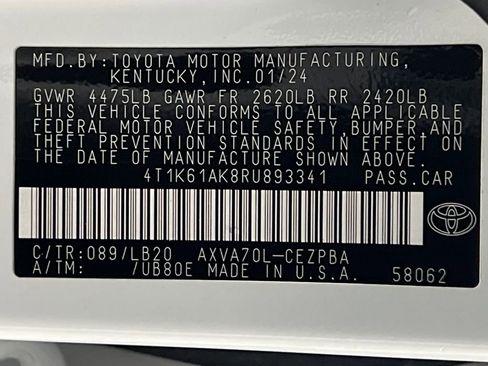 MFD.BY:TOYOTA MOTOR MANUFACTURING,
KENTUCKY,INC.01/24
GVWR 4475LB GAWR FR 2620LB RR 2420LB
THIS VEHICLE CONFORMS TO ALL APPLICABLE
FEDERAL MOTOR VEHICLE SAFETY,BUMPER,AND
THEFT PREVENTION STANDARDS IN EFFECT ON
THE DATE OF MANUFACTURE SHOWN ABOVE.
4T1K61AK8RU893341 PASS.CAR
C/TR:089/LB20 AXVA70L-CEZPBA
A/TM: /UB80E MADE IN U.S.A. 58062